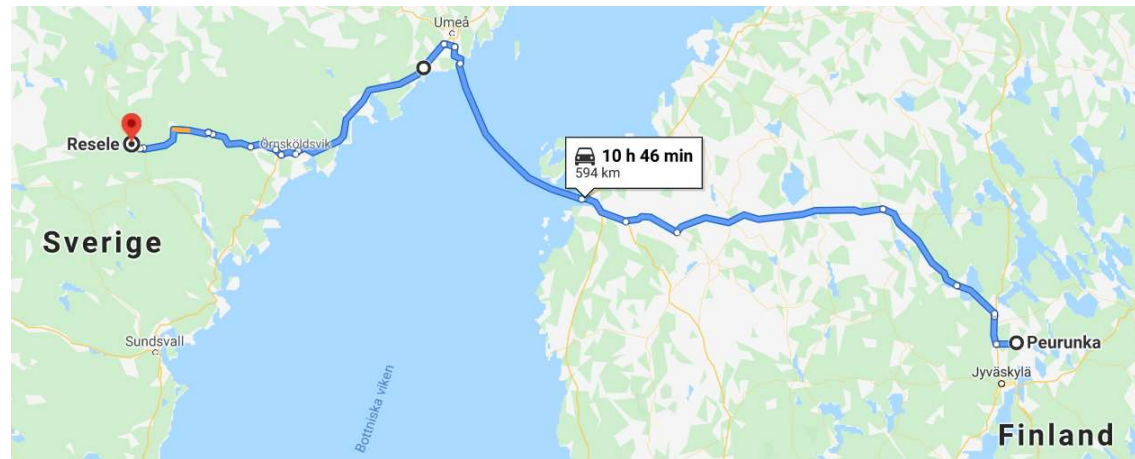 Umeå
Resele
Örnsköldsvik
10 h 46 min
594 km
Sverige
Sundsvall
Bottniska viken
Peurunka
Jyväskylä
Finland